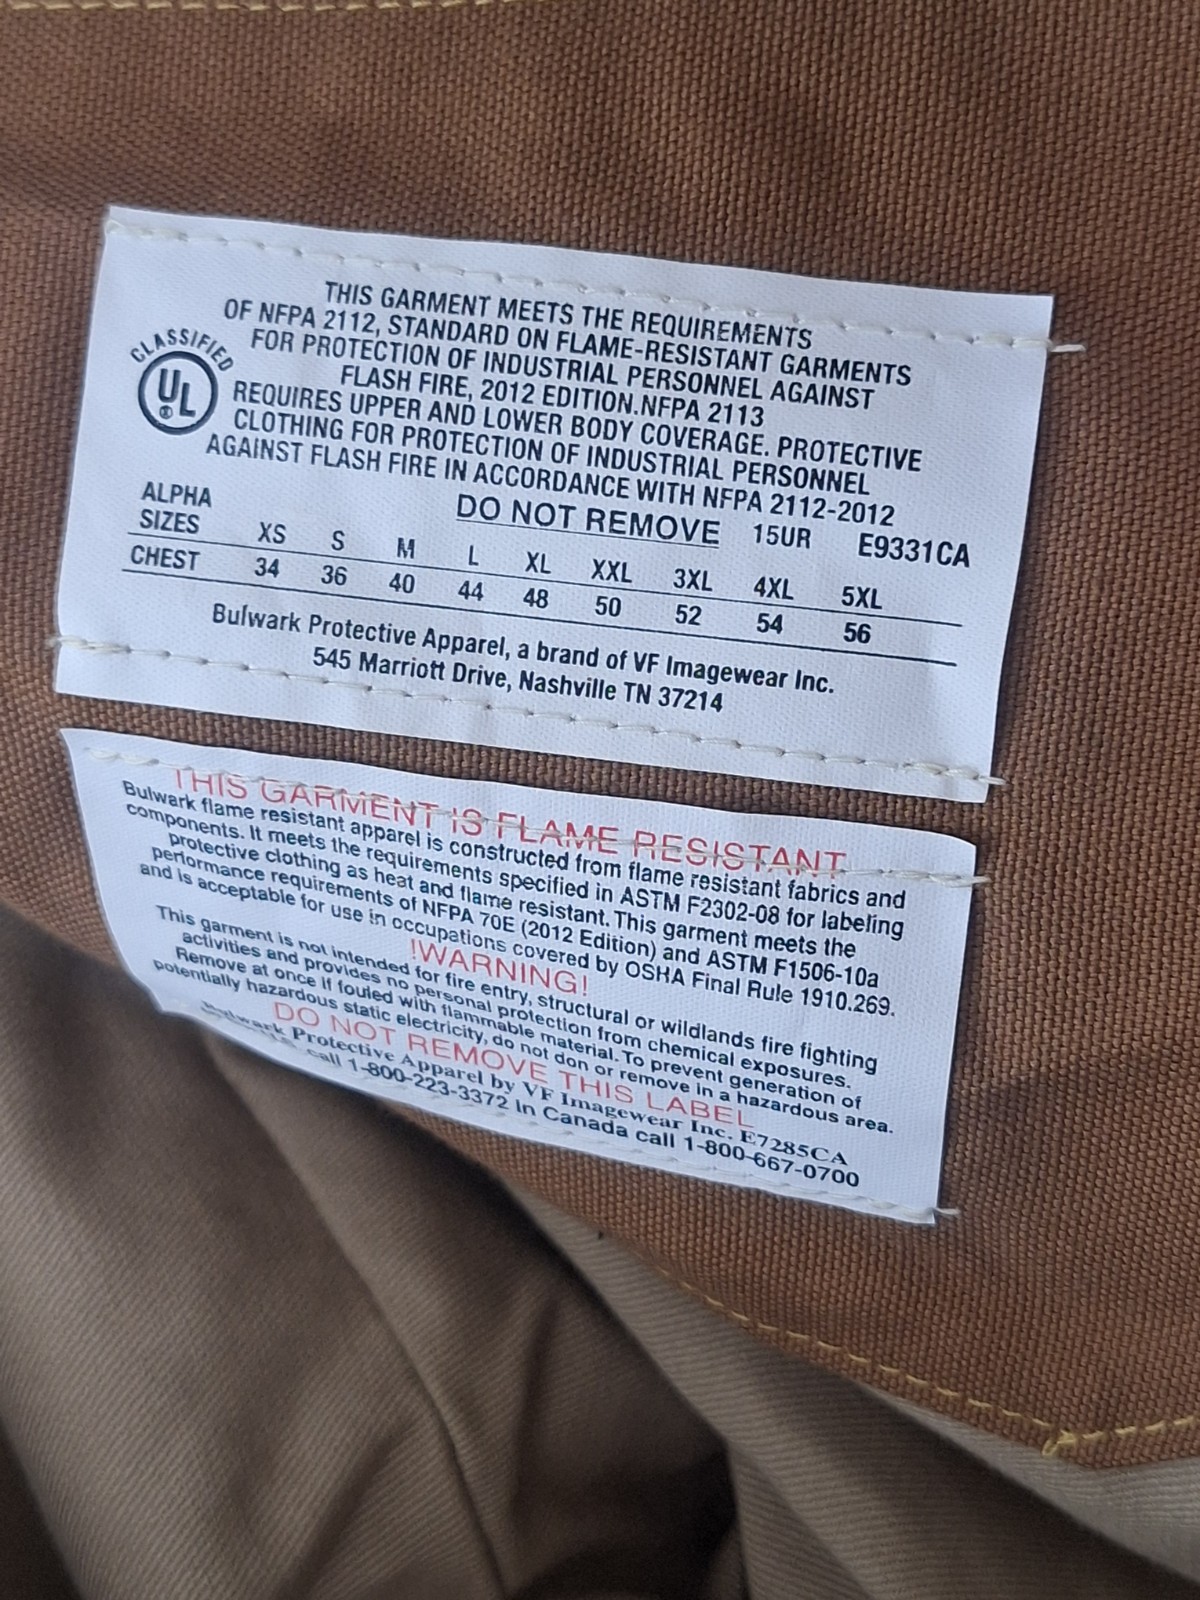 THIS GARMENT MEETS THE REQUIREMENTS
OF NFPA 2112, STANDARD ON FLAME-RESISTANT GARMENTS
FOR PROTECTION OF INDUSTRIAL PERSONNEL AGAINST
FLASH FIRE, 2012 EDITION.NFPA 2113
REQUIRES UPPER AND LOWER BODY COVERAGE. PROTECTIVE
CLOTHING FOR PROTECTION OF INDUSTRIAL PERSONNEL
AGAINST FLASH FIRE IN ACCORDANCE WITH NFPA 2112-2012
CLASSIFIED
UL ®
DO NOT REMOVE 15UR E9331CA
ALPHA
SIZES XS S M L XL XXL 3XL 4XL 5XL
CHEST 34 36 40 44 48 50 52 54 56
Bulwark Protective Apparel, a brand of VF Imagewear Inc.
545 Marriott Drive, Nashville TN 37214
THIS GARMENT IS FLAME RESISTANT
Bulwark flame resistant apparel is constructed from flame resistant fabrics and
components. It meets the requirements specified in ASTM F2302-08 for labeling
protective clothing as heat and flame resistant. This garment meets the
performance requirements of NFPA 70E (2012 Edition) and ASTM F1506-10a
and is acceptable for use in occupations covered by OSHA Final Rule 1910.269.
!WARNING!
This garment is not intended for fire entry, structural or wildlands fire fighting
activities and provides no personal protection from chemical exposures.
Remove at once if fouled with flammable material. To prevent generation of
potentially hazardous static electricity, do not don or remove in a hazardous area.
DO NOT REMOVE THIS LABEL
Bulwark Protective Apparel by VF Imagewear Inc. E7285CA
call 1-800-223-3372 In Canada call 1-800-667-0700